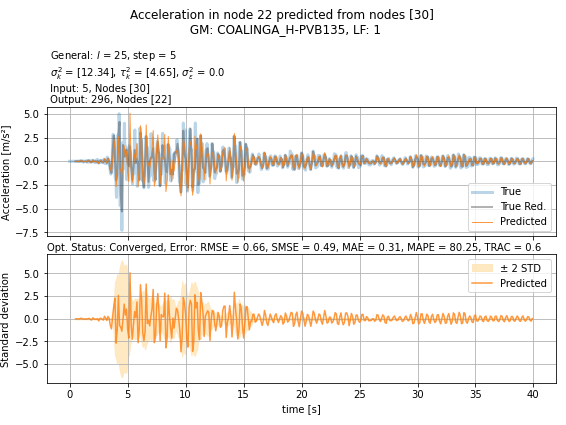 Acceleration in node 22 predicted from nodes [30]
GM: COALINGA_H-PVB135, LF: 1
General: l = 25, step = 5
σ²ₖ = [12.34], τ²ₖ = [4.65], σ²ε = 0.0
Input: 5, Nodes [30]
Output: 296, Nodes [22]
Acceleration [m/s²]
5.0
2.5
0.0
−2.5
−5.0
−7.5
True
True Red.
Predicted
Opt. Status: Converged, Error: RMSE = 0.66, SMSE = 0.49, MAE = 0.31, MAPE = 80.25, TRAC = 0.6
Standard deviation
5.0
2.5
0.0
−2.5
−5.0
± 2 STD
Predicted
0 5 10 15 20 25 30 35 40
time [s]